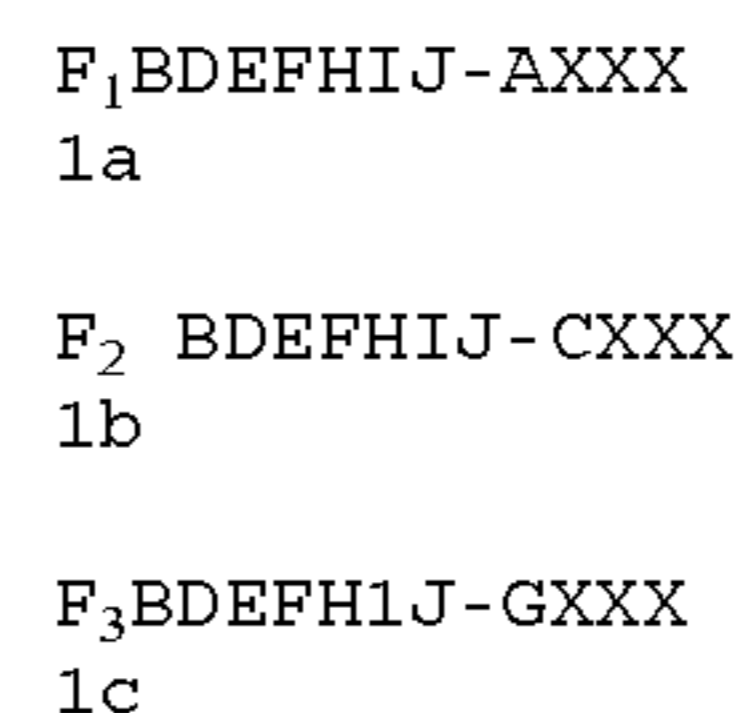 F₁BDEFHIJ-AXXX
1a
F₂ BDEFHIJ-CXXX
1b
F₃BDEFH1J-GXXX
1c